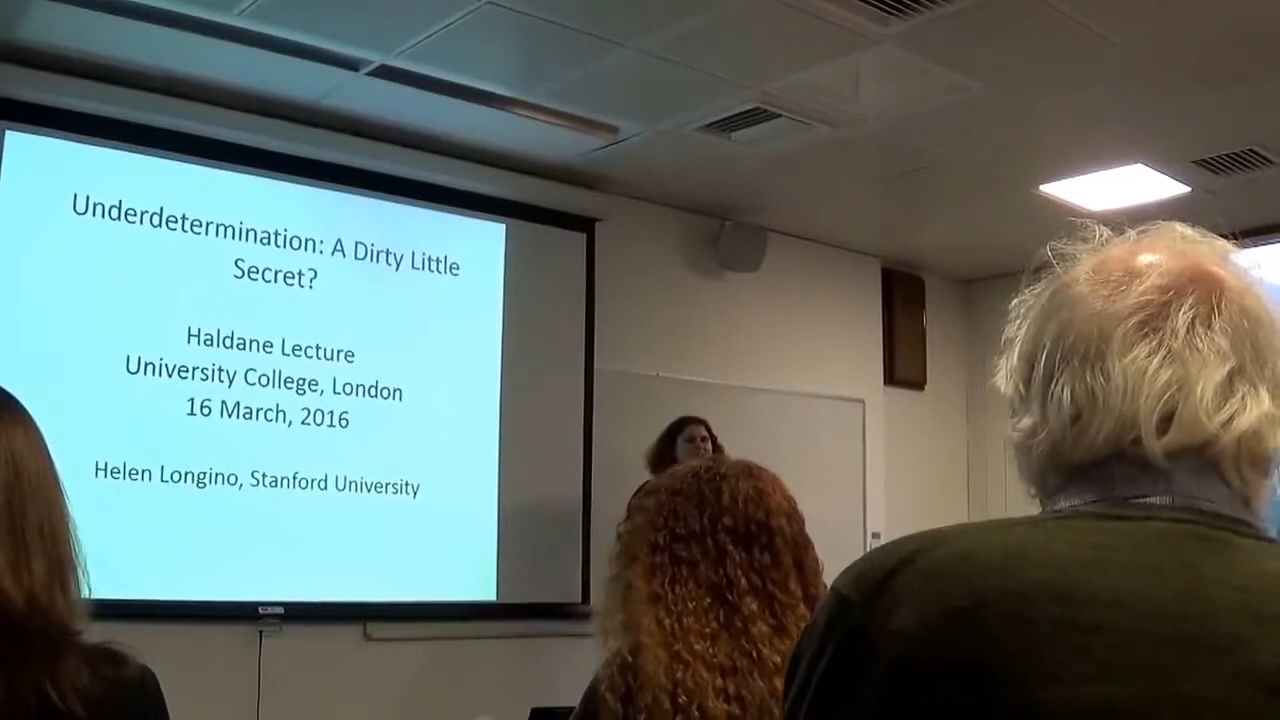 Underdetermination: A Dirty Little
Secret?
Haldane Lecture
University College, London
16 March, 2016
Helen Longino, Stanford University